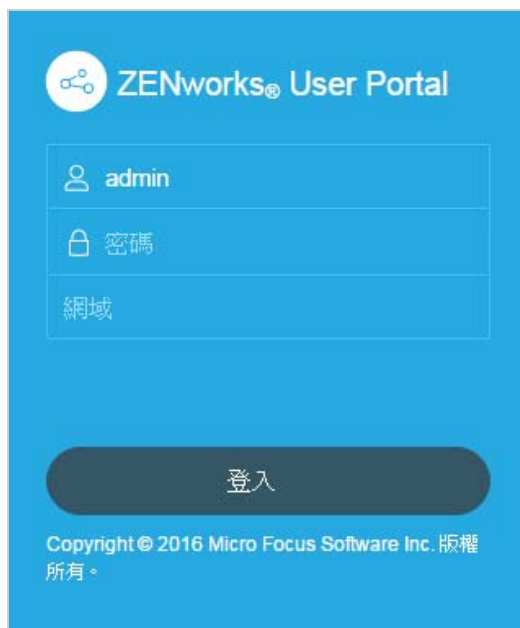 ZENworks® User Portal
admin
密碼
網域
登入
Copyright © 2016 Micro Focus Software Inc. 版權
所有。